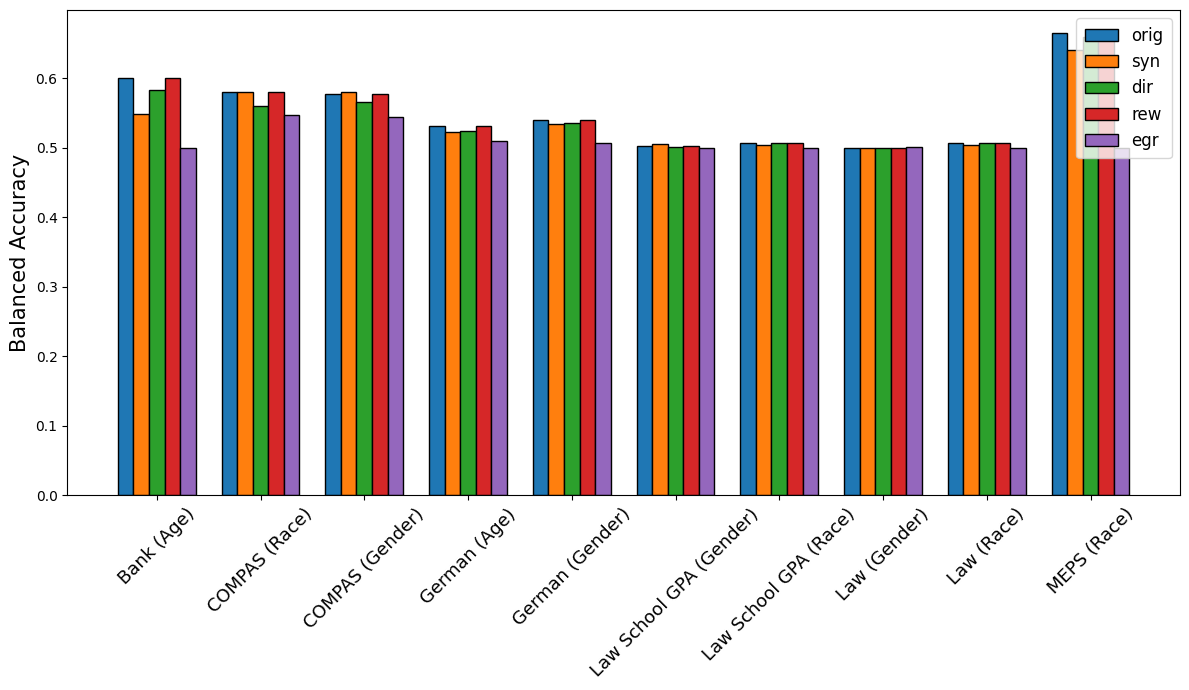 Balanced Accuracy
0.6
0.5
0.4
0.3
0.2
0.1
0.0
orig
syn
dir
rew
egr
Bank (Age)
COMPAS (Race)
COMPAS (Gender)
German (Age)
German (Gender)
Law School GPA (Gender)
Law School GPA (Race)
Law (Gender)
Law (Race)
MEPS (Race)